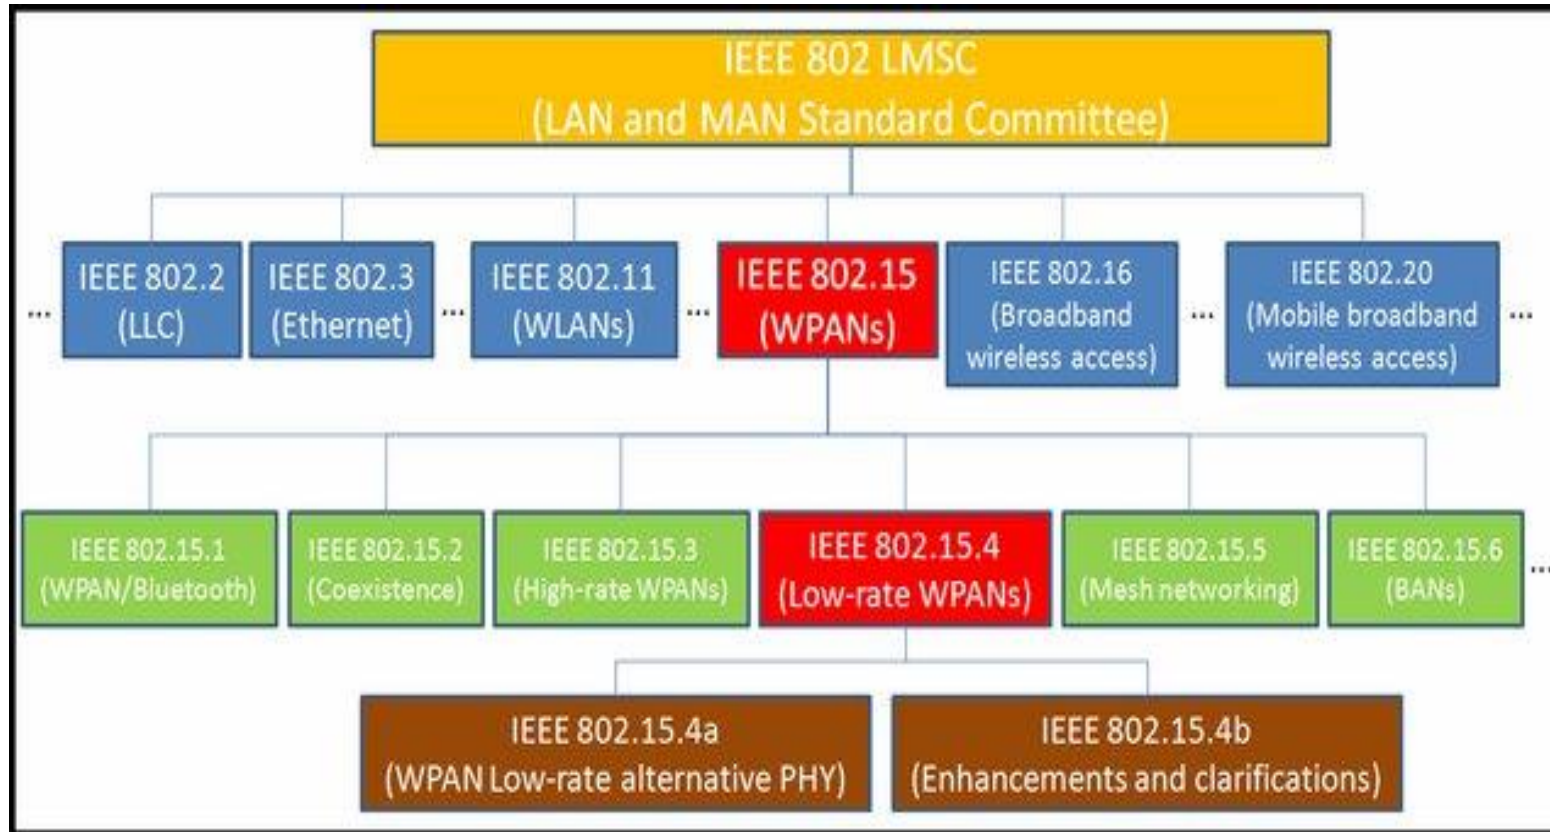 IEEE 802 LMSC
(LAN and MAN Standard Committee)
...
IEEE 802.2
(LLC)
IEEE 802.3
(Ethernet)
...
IEEE 802.11
(WLANs)
...
IEEE 802.15
(WPANs)
IEEE 802.16
(Broadband
wireless access)
...
IEEE 802.20
(Mobile broadband
wireless access)
...
IEEE 802.15.1
(WPAN/Bluetooth)
IEEE 802.15.2
(Coexistence)
IEEE 802.15.3
(High-rate WPANs)
IEEE 802.15.4
(Low-rate WPANs)
IEEE 802.15.5
(Mesh networking)
IEEE 802.15.6
(BANs)
...
IEEE 802.15.4a
(WPAN Low-rate alternative PHY)
IEEE 802.15.4b
(Enhancements and clarifications)